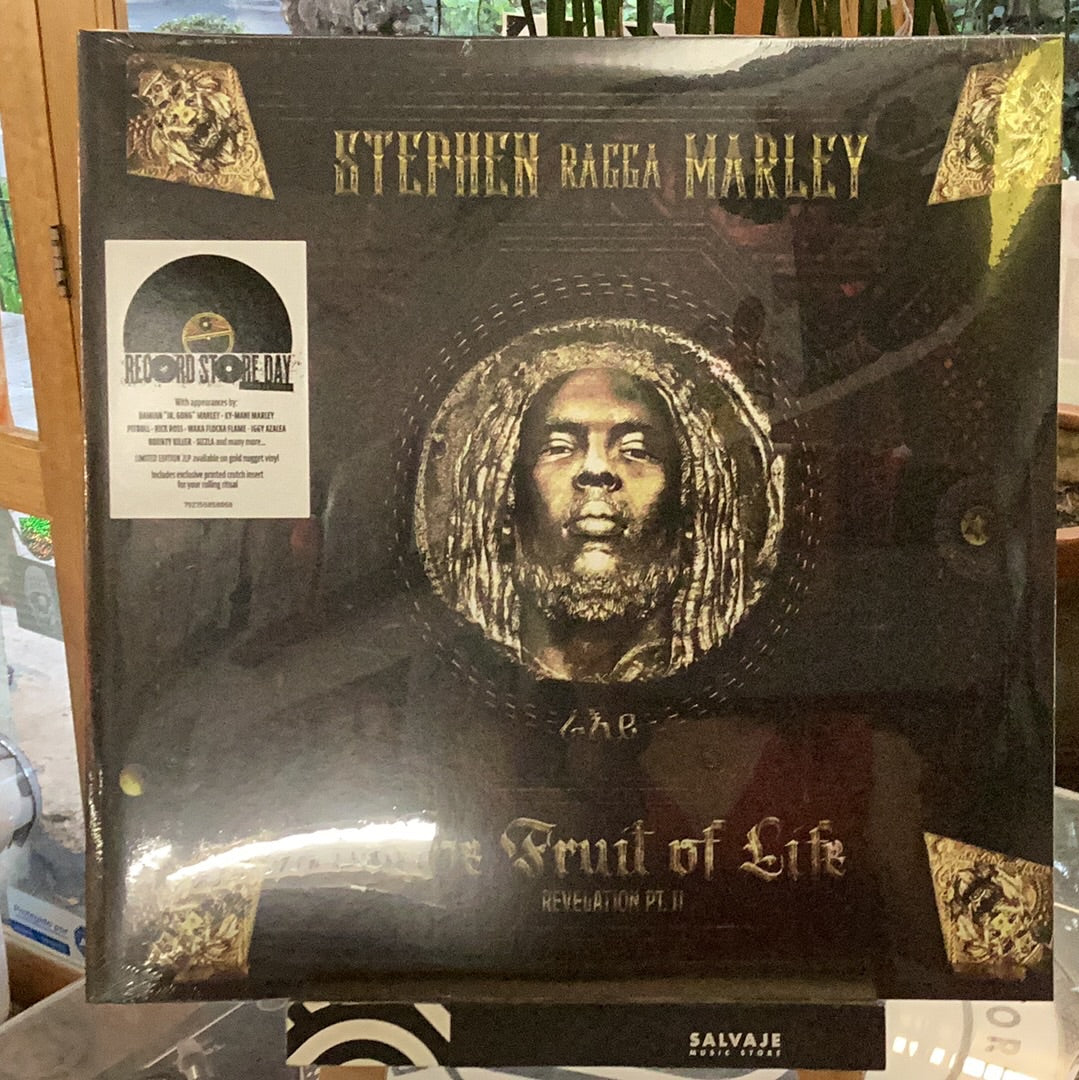 STEPHEN RAGGA MARLEY
RECORD STORE DAY
With appearances by:
DAMIAN "JR. GONG" MARLEY - KY-MANI MARLEY
PITBULL - RICK ROSS - WAKA FLOCKA FLAME - IGGY AZALEA
BOUNTY KILLER - SIZZLA and many more...
LIMITED EDITION 2LP available on gold nugget vinyl
Includes exclusive printed crutch insert
for your rolling ritual
ራእይ
Fruit of Life
REVELATION PT. II
SALVAJE
MUSIC STORE
OR